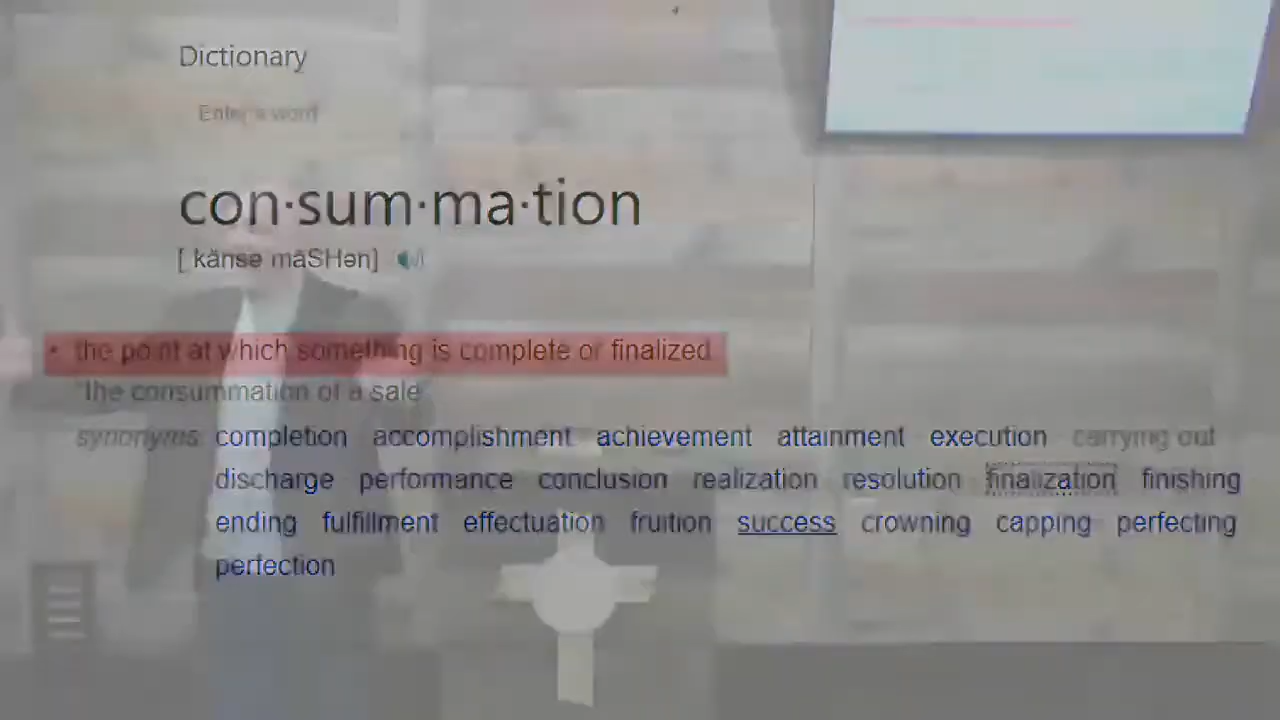 Dictionary
Enter a word
con·sum·ma·tion
[ känsə māSHən]
• the point at which something is complete or finalized
"the consummation of a sale"
synonyms: completion accomplishment achievement attainment execution carrying out
discharge performance conclusion realization resolution finalization finishing
ending fulfillment effectuation fruition success crowning capping perfecting
perfection